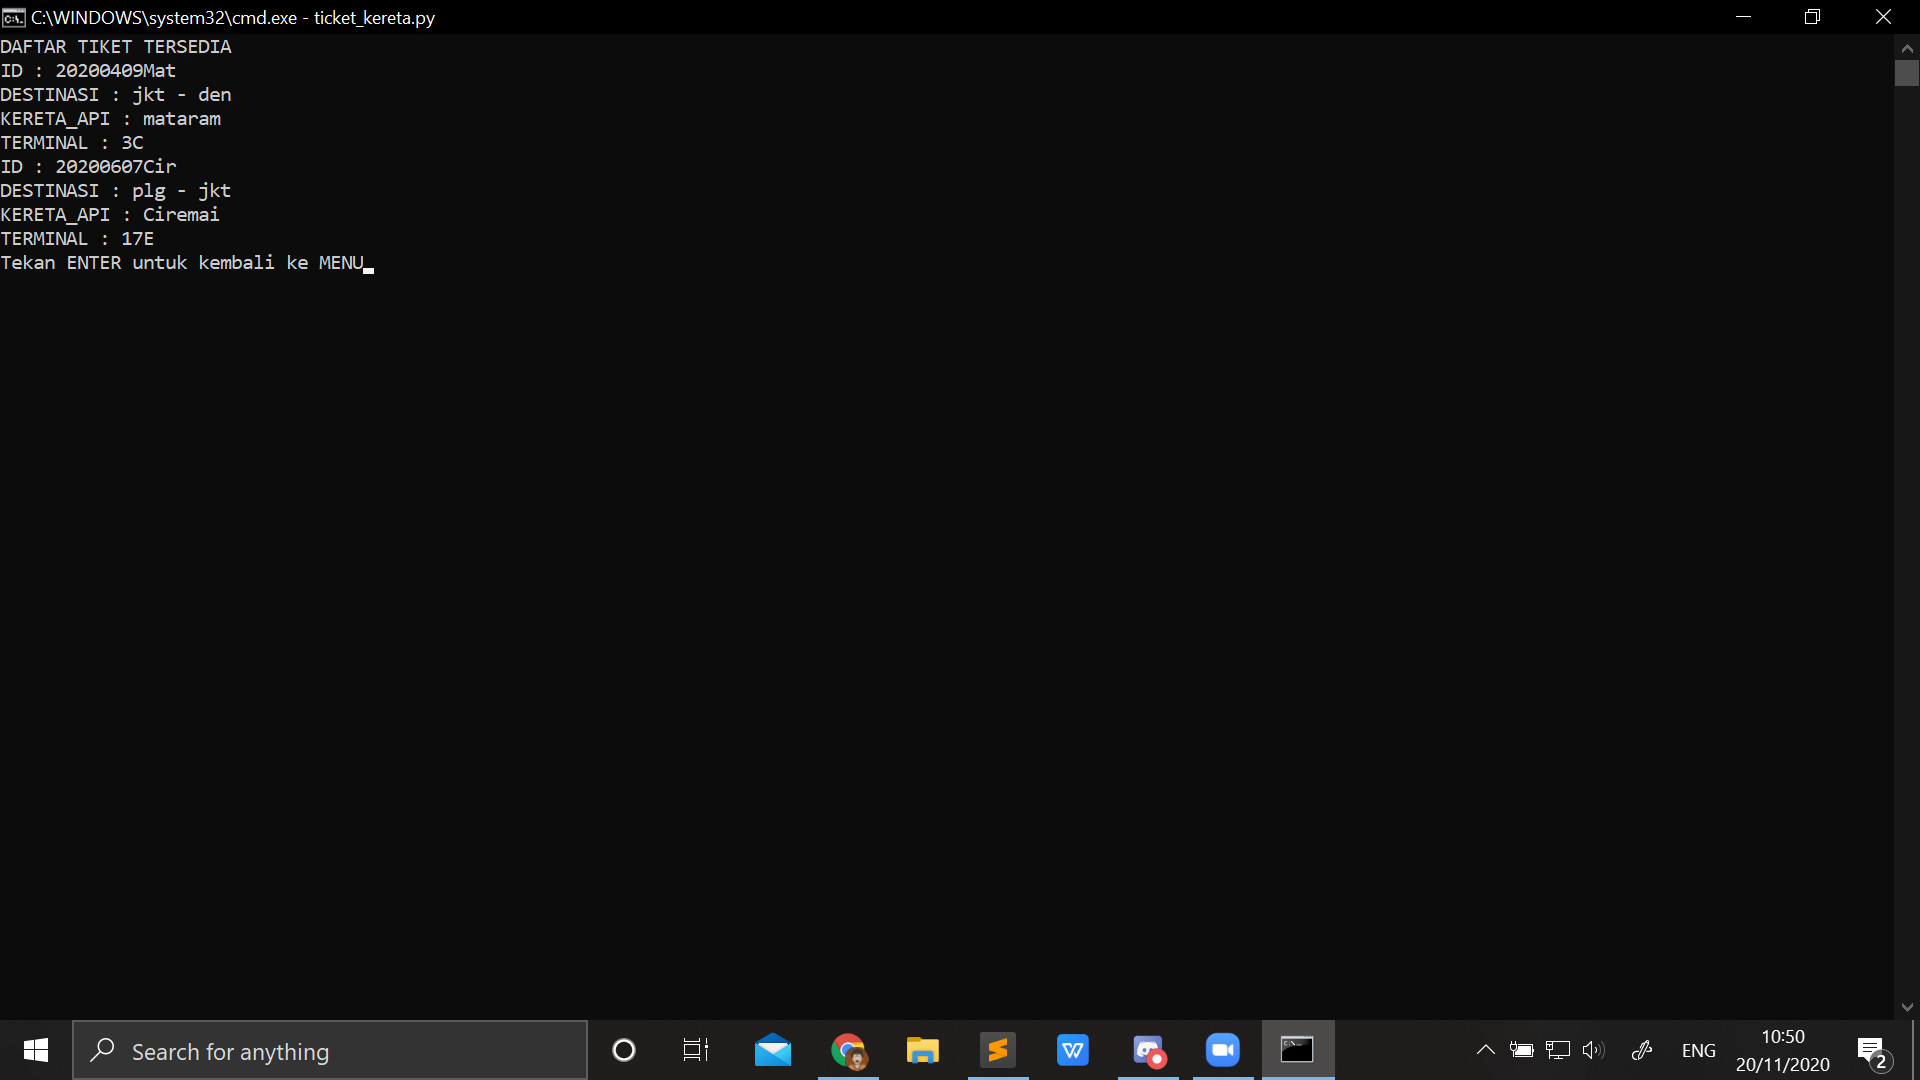 C:\WINDOWS\system32\cmd.exe - ticket_kereta.py
DAFTAR TIKET TERSEDIA
ID : 20200409Mat
DESTINASI : jkt - den
KERETA_API : mataram
TERMINAL : 3C
ID : 20200607Cir
DESTINASI : plg - jkt
KERETA_API : Ciremai
TERMINAL : 17E
Tekan ENTER untuk kembali ke MENU
Search for anything
ENG
10:50
20/11/2020
2